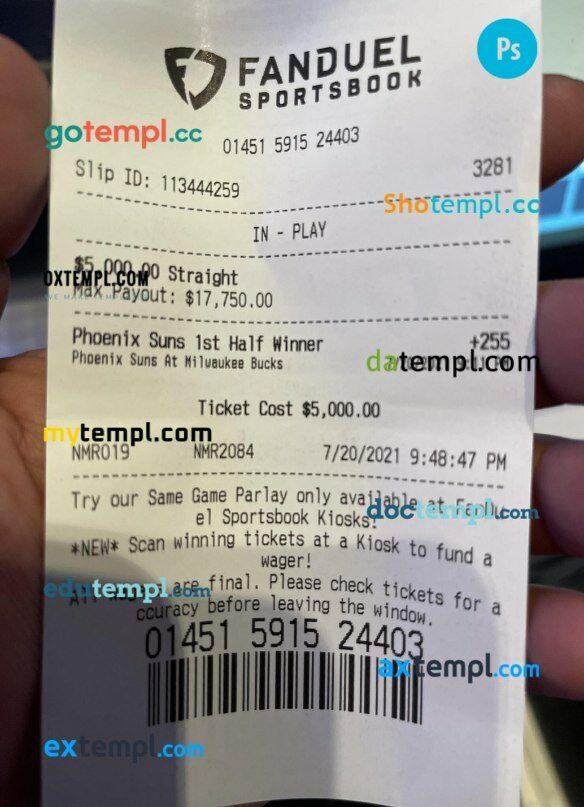 Ps
FANDUEL
SPORTSBOOK
gotempl.cc
01451 5915 24403
Slip ID: 113444259
3281
Shotempl.cc
IN - PLAY
$5,000.00 Straight
OXTEMPL.COM
Max Payout: $17,750.00
Phoenix Suns 1st Half Winner +255
Phoenix Suns At Milwaukee Bucks
datempl.com
Ticket Cost $5,000.00
mytempl.com
NMR019 NMR2084 7/20/2021 9:48:47 PM
Try our Same Game Parlay only available at Fandu
doctempl.com
el Sportsbook Kiosks!
*NEW* Scan winning tickets at a Kiosk to fund a
wager!
edutempl.com
are final. Please check tickets for a
ccuracy before leaving the window.
01451 5915 24403
axtempl.com
extempl.com